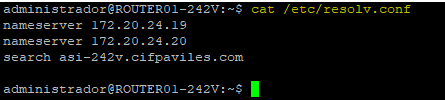 administrador@ROUTER01-242V:~$ cat /etc/resolv.conf
nameserver 172.20.24.19
nameserver 172.20.24.20
search asi-242v.cifpaviles.com
administrador@ROUTER01-242V:~$